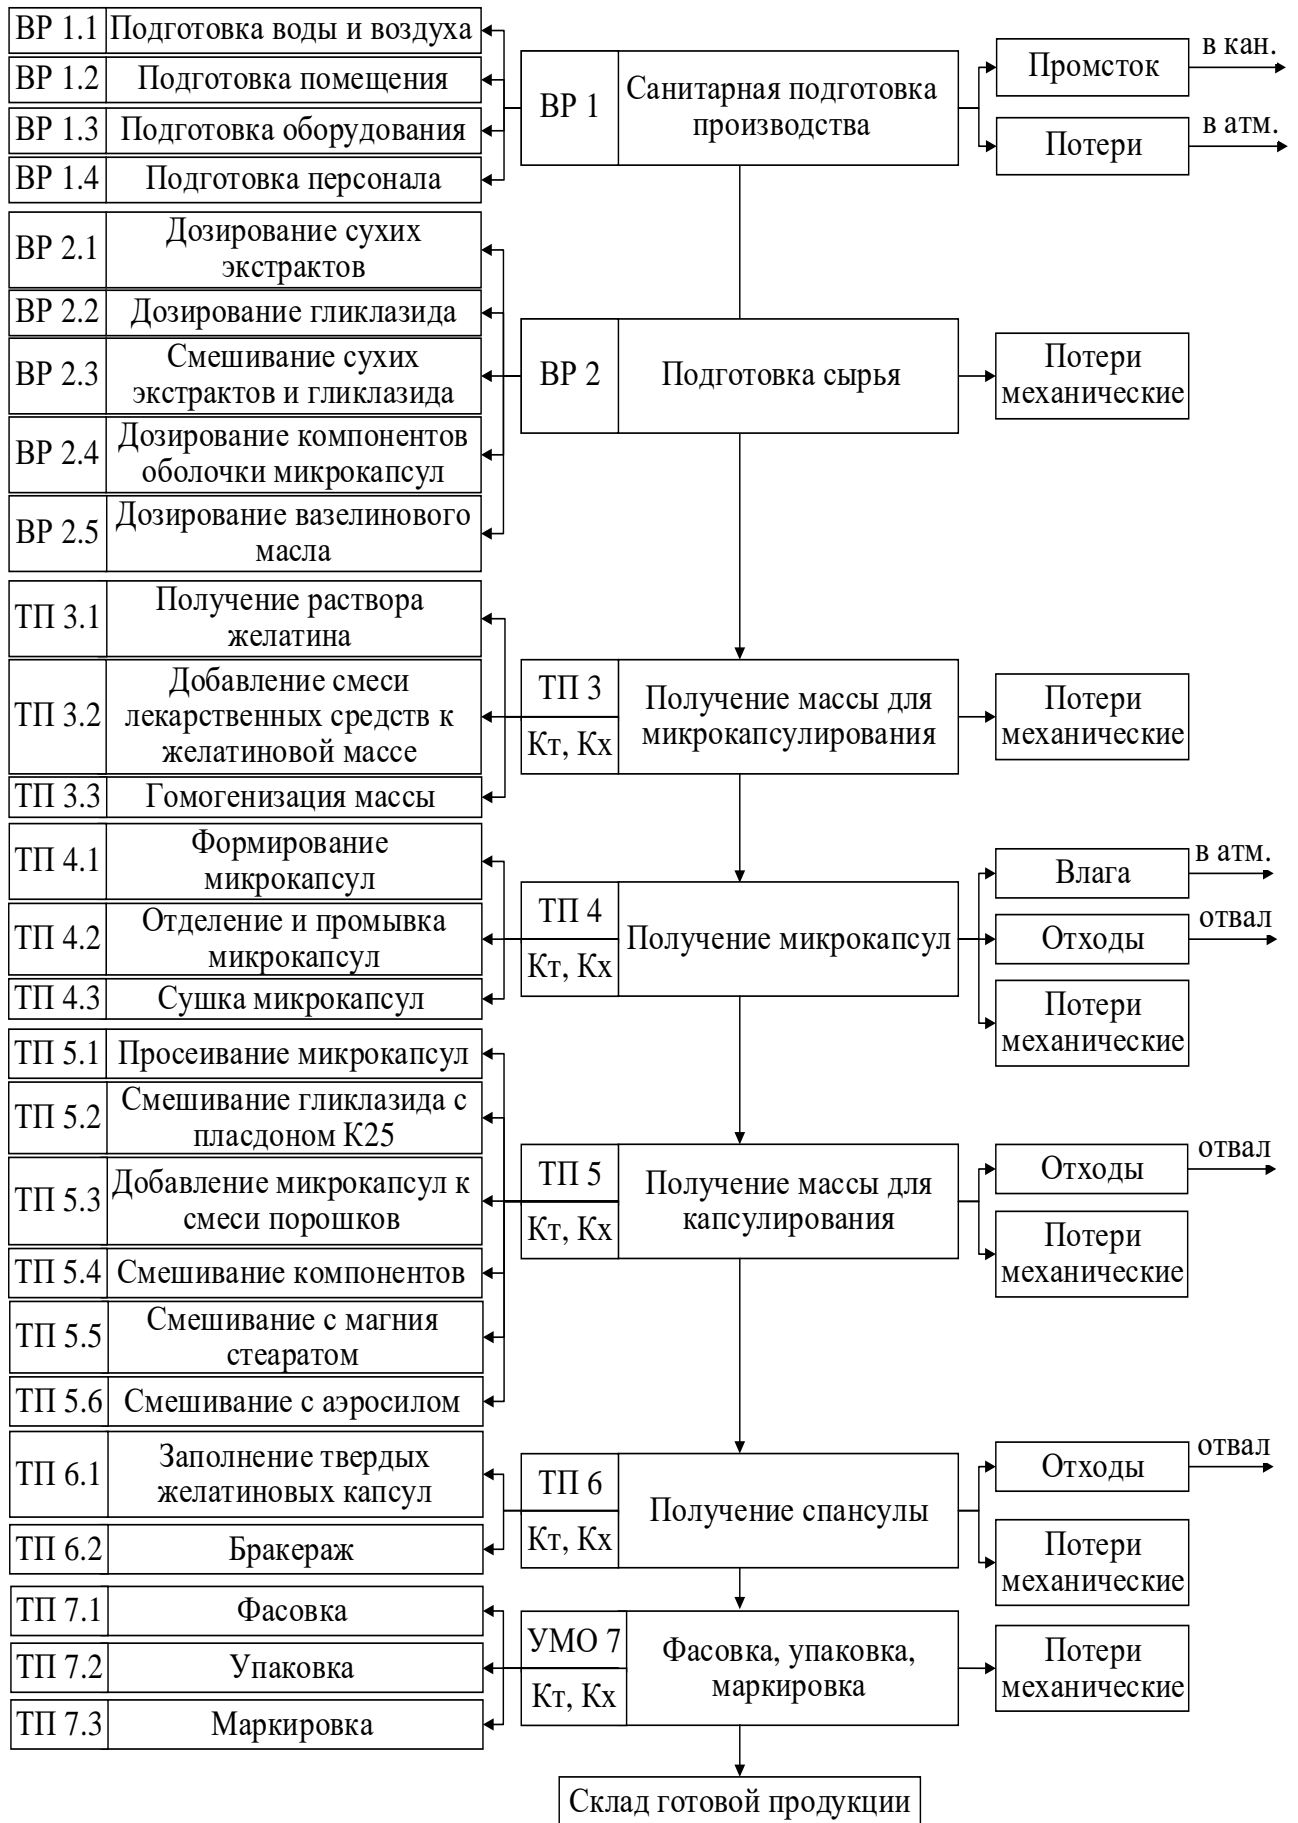 ВР 1.1
Подготовка воды и воздуха
ВР 1.2
Подготовка помещения
ВР 1.3
Подготовка оборудования
ВР 1.4
Подготовка персонала
ВР 1
Санитарная подготовка
производства
Промсток
в кан.
Потери
в атм.
ВР 2.1
Дозирование сухих
экстрактов
ВР 2.2
Дозирование гликлазида
ВР 2.3
Смешивание сухих
экстрактов и гликлазида
ВР 2.4
Дозирование компонентов
оболочки микрокапсул
ВР 2.5
Дозирование вазелинового
масла
ВР 2
Подготовка сырья
Потери
механические
ТП 3.1
Получение раствора
желатина
ТП 3.2
Добавление смеси
лекарственных средств к
желатиновой массе
ТП 3.3
Гомогенизация массы
ТП 3
Кт, Кх
Получение массы для
микрокапсулирования
Потери
механические
ТП 4.1
Формирование
микрокапсул
ТП 4.2
Отделение и промывка
микрокапсул
ТП 4.3
Сушка микрокапсул
ТП 4
Кт, Кх
Получение микрокапсул
Влага
в атм.
Отходы
отвал
Потери
механические
ТП 5.1
Просеивание микрокапсул
ТП 5.2
Смешивание гликлазида с
пласдоном К25
ТП 5.3
Добавление микрокапсул к
смеси порошков
ТП 5.4
Смешивание компонентов
ТП 5.5
Смешивание с магния
стеаратом
ТП 5.6
Смешивание с аэросилом
ТП 5
Кт, Кх
Получение массы для
капсулирования
Отходы
отвал
Потери
механические
ТП 6.1
Заполнение твердых
желатиновых капсул
ТП 6.2
Бракераж
ТП 6
Кт, Кх
Получение спансулы
Отходы
отвал
Потери
механические
ТП 7.1
Фасовка
ТП 7.2
Упаковка
ТП 7.3
Маркировка
УМО 7
Кт, Кх
Фасовка, упаковка,
маркировка
Потери
механические
Склад готовой продукции